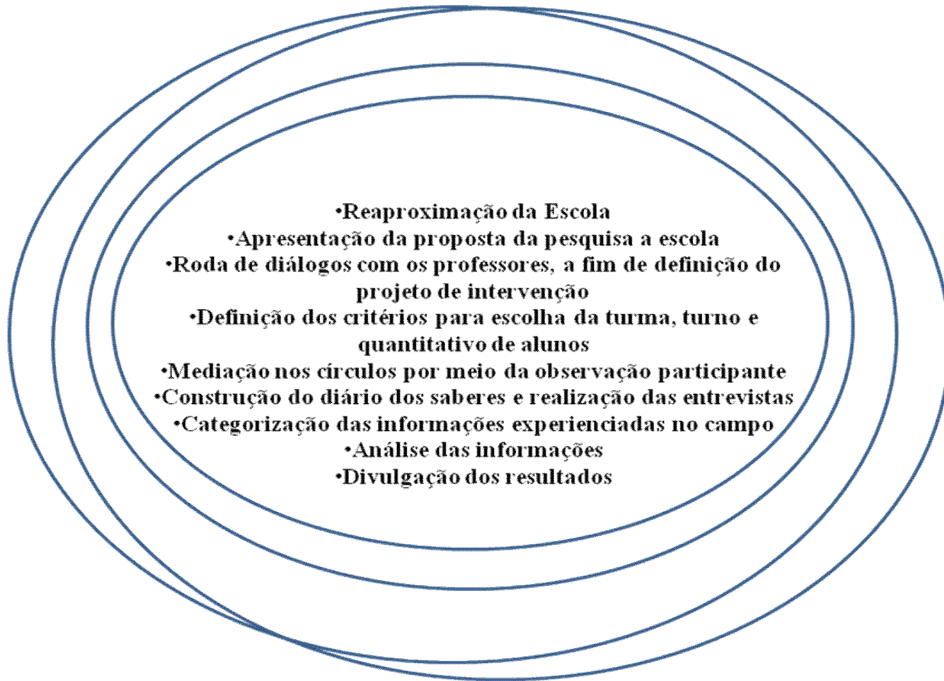 •Reaproximação da Escola
•Apresentação da proposta da pesquisa a escola
•Roda de diálogos com os professores, a fim de definição do
projeto de intervenção
•Definição dos critérios para escolha da turma, turno e
quantitativo de alunos
•Mediação nos círculos por meio da observação participante
•Construção do diário dos saberes e realização das entrevistas
•Categorização das informações experienciadas no campo
•Análise das informações
•Divulgação dos resultados